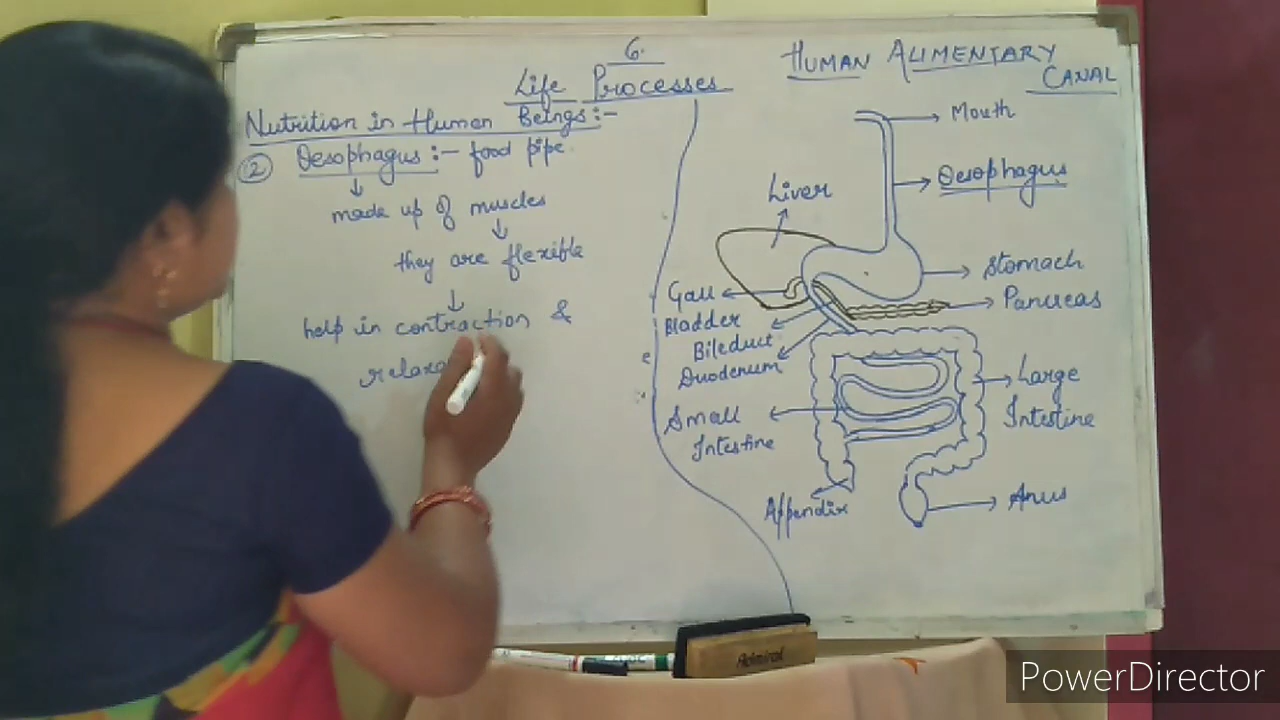 6.
Life Processes
Nutrition in Human Beings :-
② Oesophagus :- food pipe
made up of muscles
they are flexible
help in contraction &
relaxa
HUMAN ALIMENTARY
CANAL
Mouth
Oesophagus
Liver
Stomach
Pancreas
Gall
Bladder
Bileduct
Duodenum
Large
Intestine
Small
Intestine
Appendix
Anus
Admiral
PowerDirector